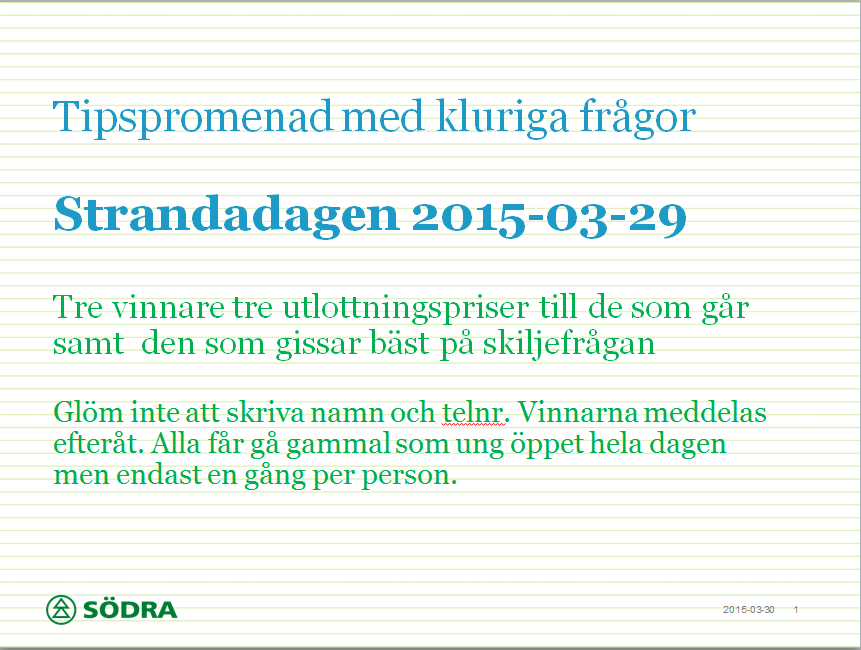 Tipspromenad med kluriga frågor
Strandadagen 2015-03-29
Tre vinnare tre utlottningspriser till de som går
samt den som gissar bäst på skiljefrågan
Glöm inte att skriva namn och telnr. Vinnarna meddelas
efteråt. Alla får gå gammal som ung öppet hela dagen
men endast en gång per person.
SÖDRA
2015-03-30 1